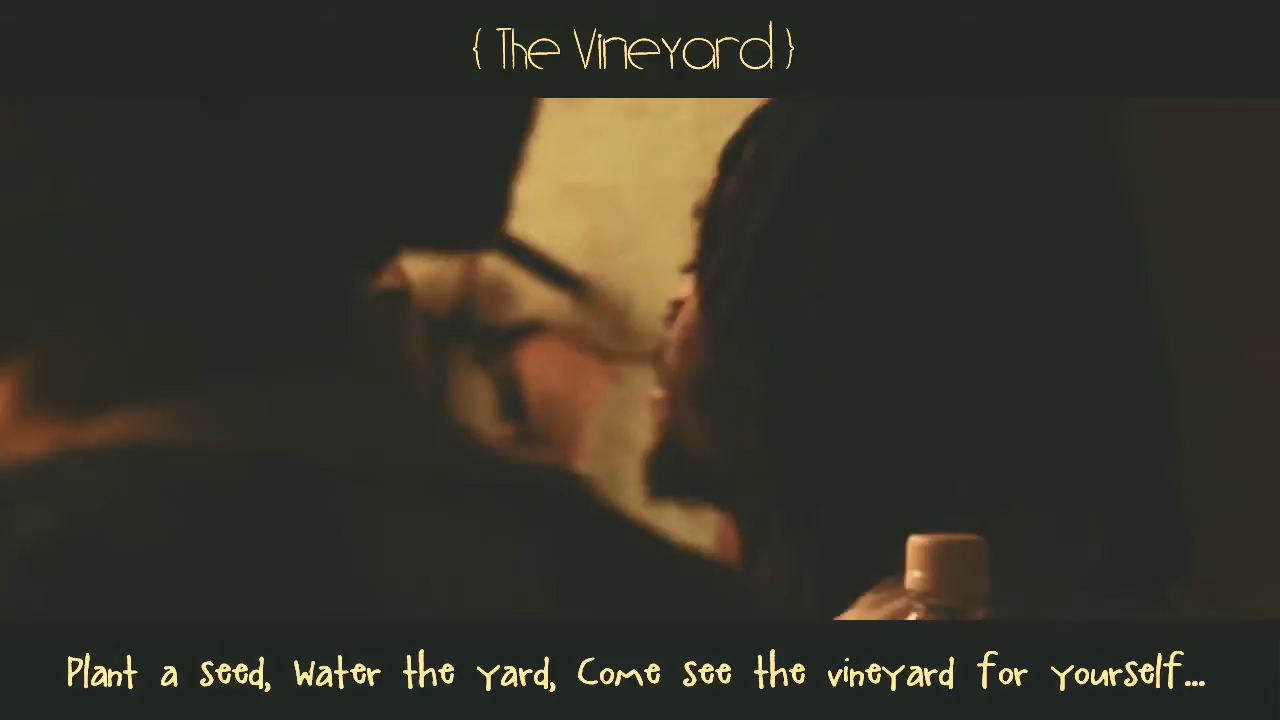 { The Vineyard }
Plant a seed, Water the yard, Come see the vineyard for yourself...